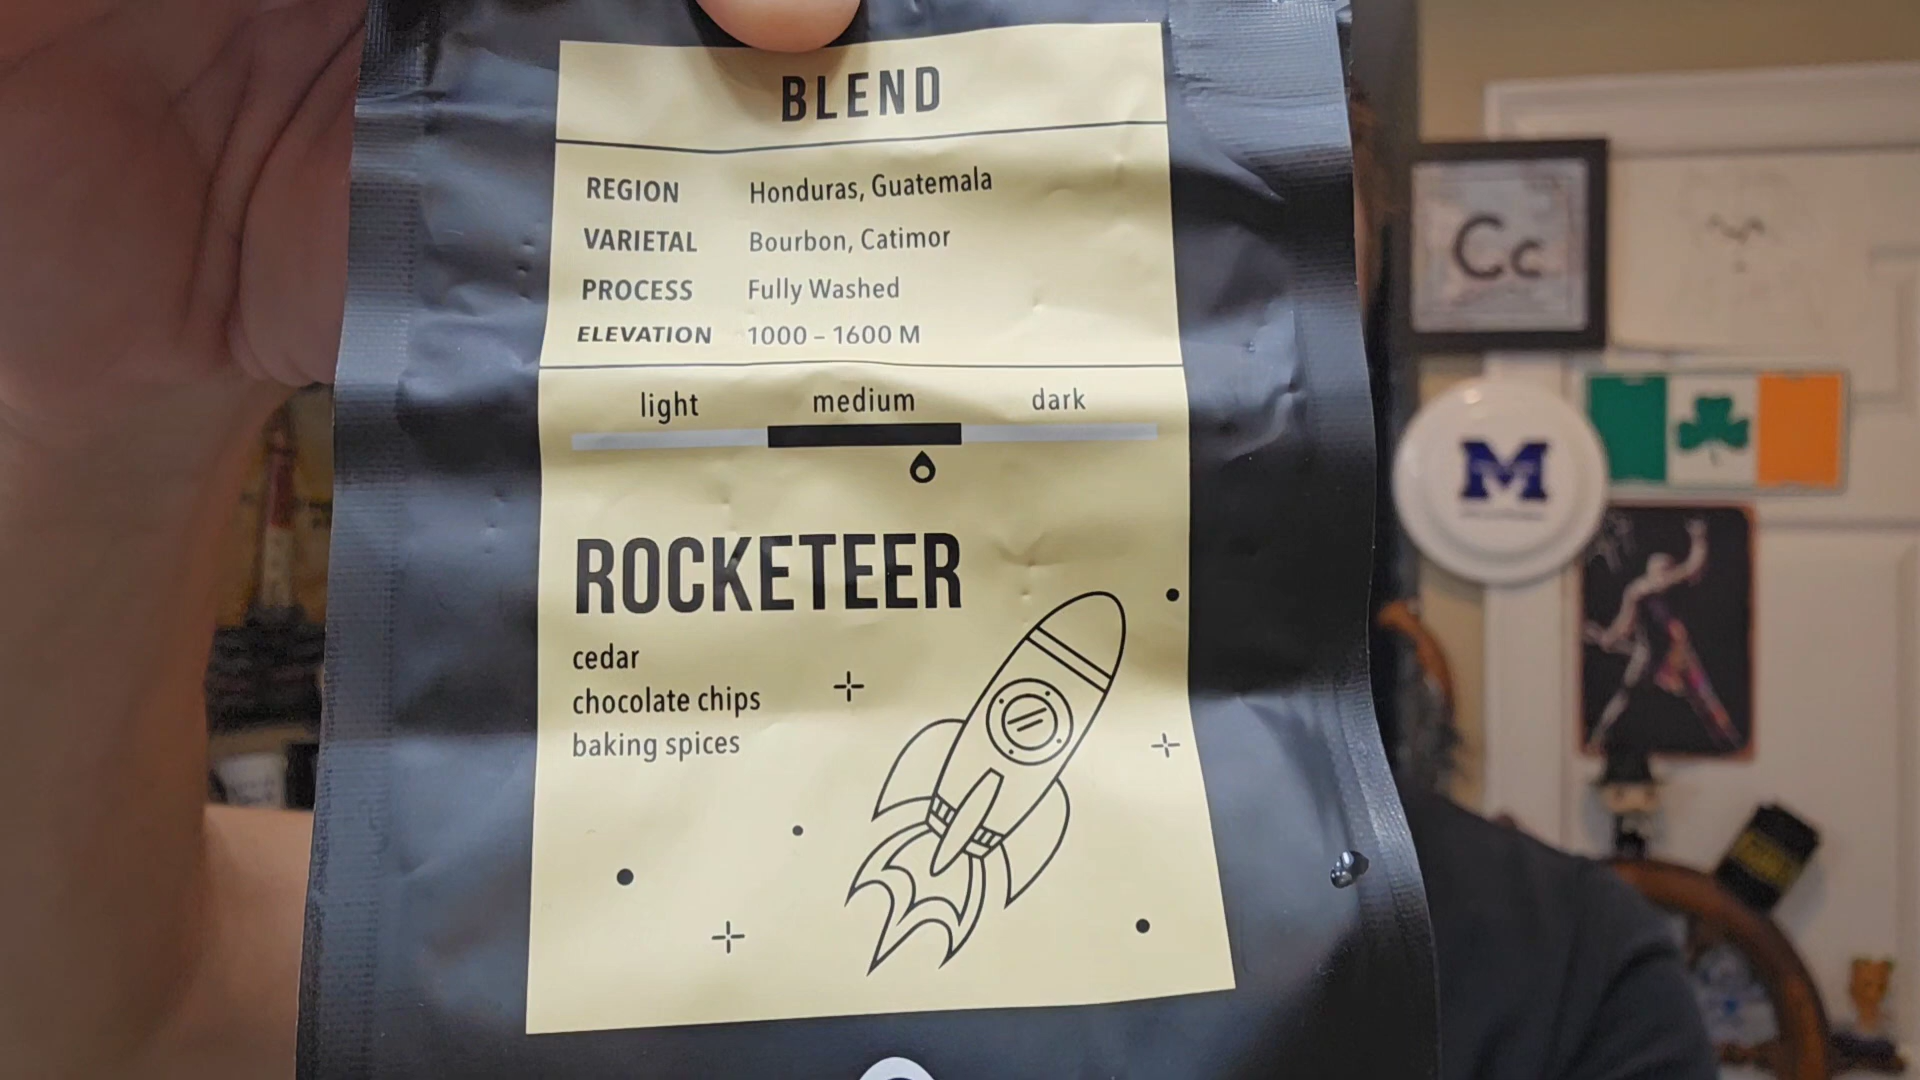 BLEND
REGION Honduras, Guatemala
VARIETAL Bourbon, Catimor
PROCESS Fully Washed
ELEVATION 1000 – 1600 M
light medium dark
ROCKETEER
cedar
chocolate chips
baking spices
Cc
M